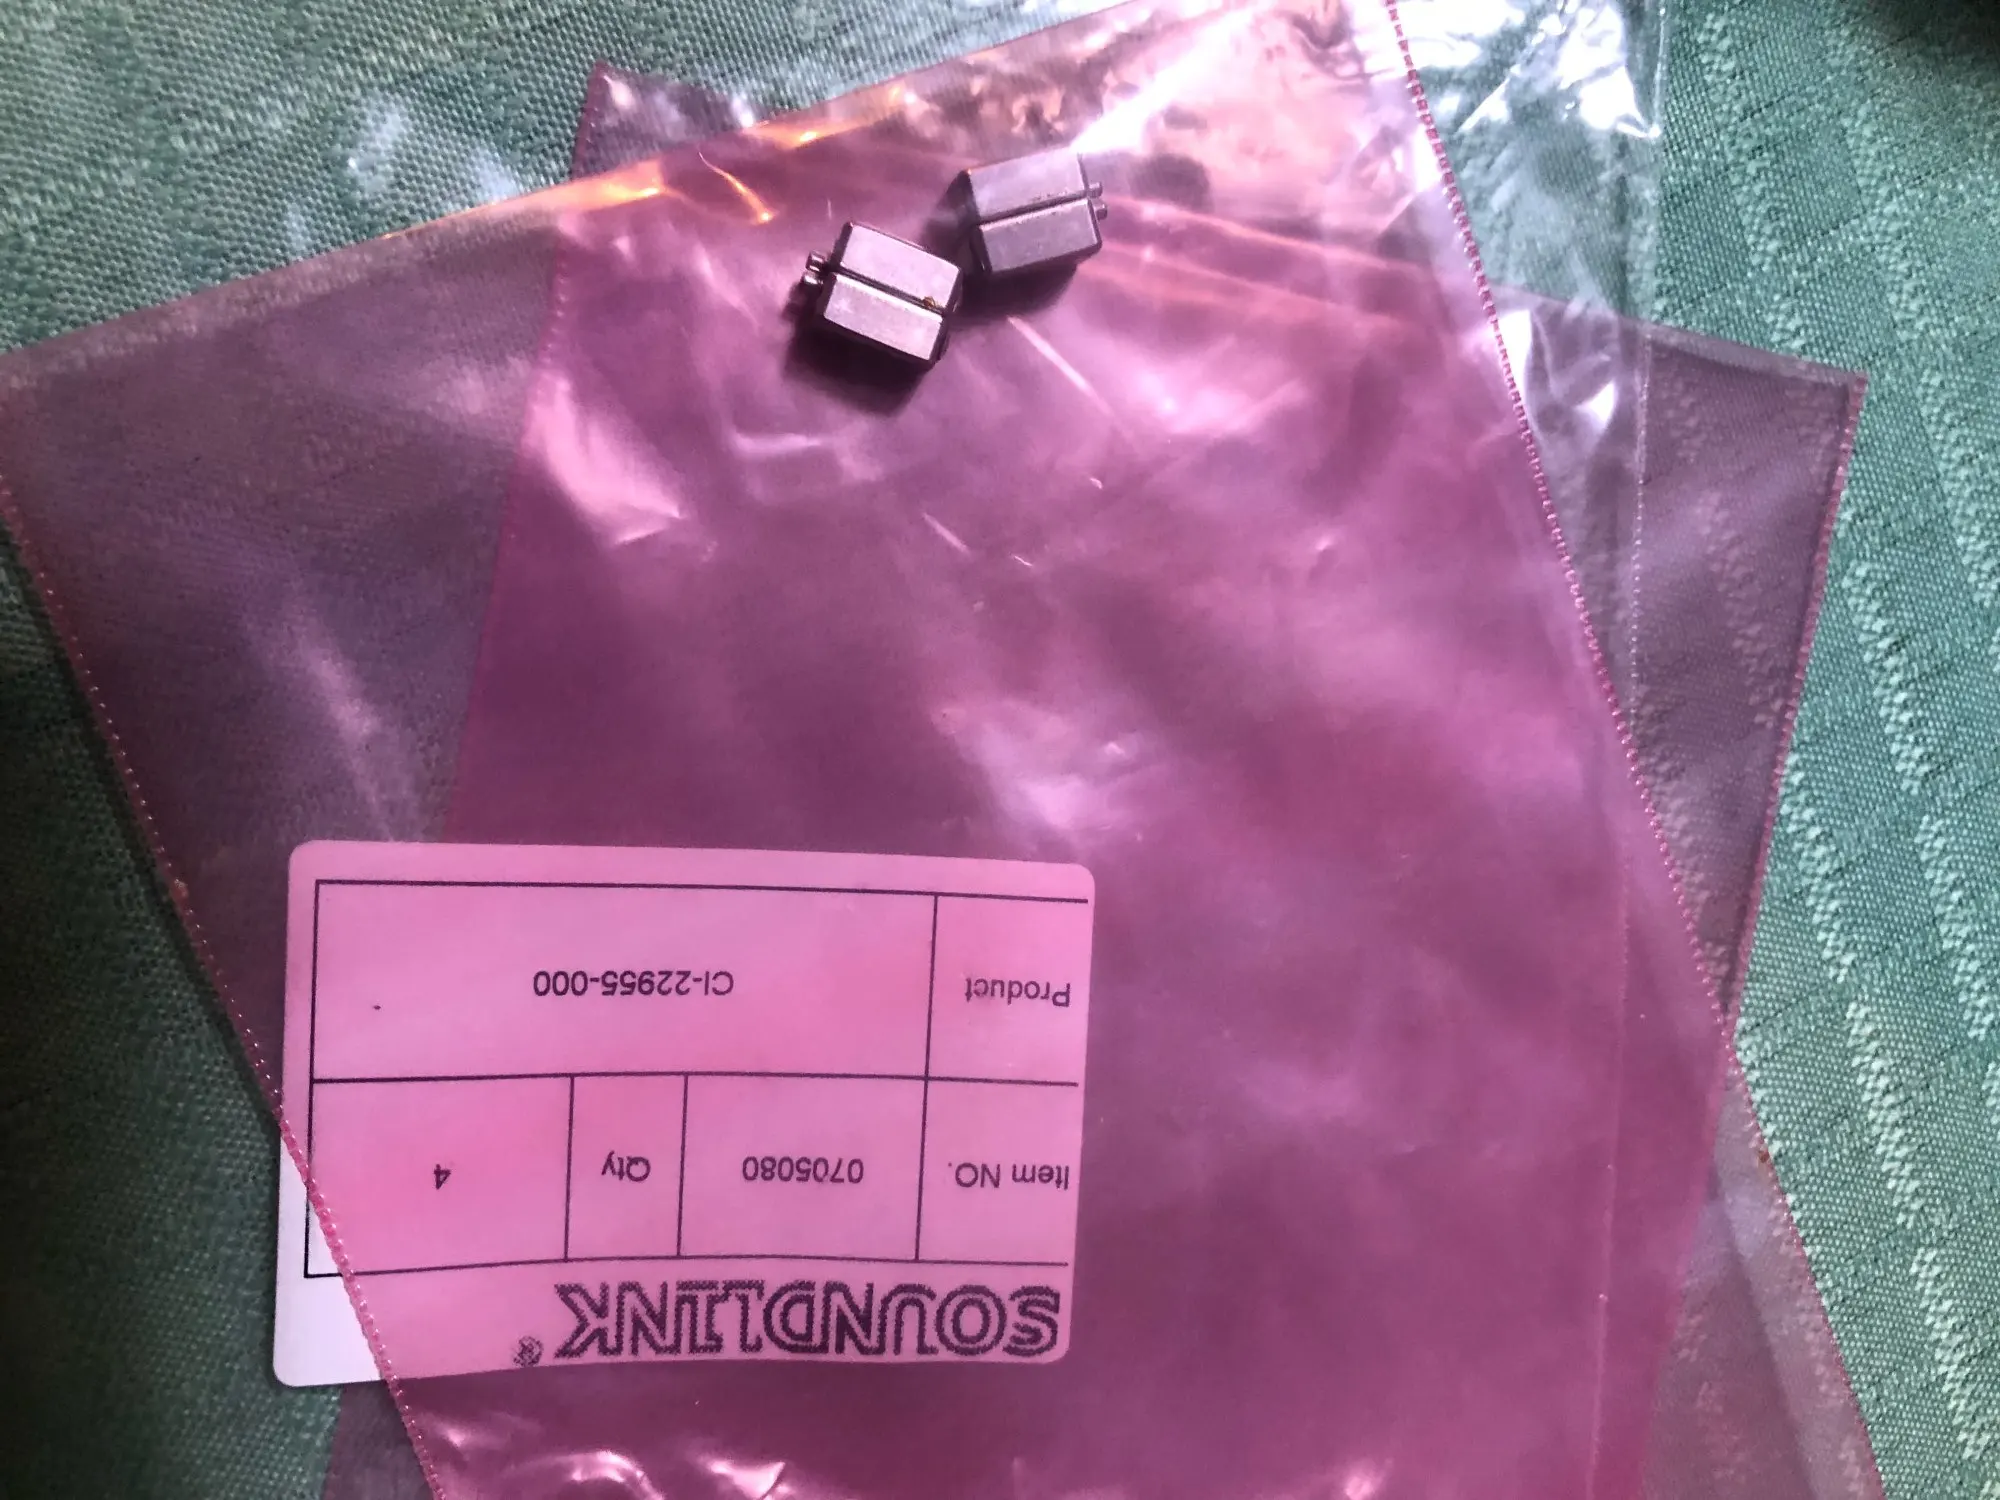 SOUNDLINK®
Item NO. 0705080 Qty 4
Product CI-22955-000